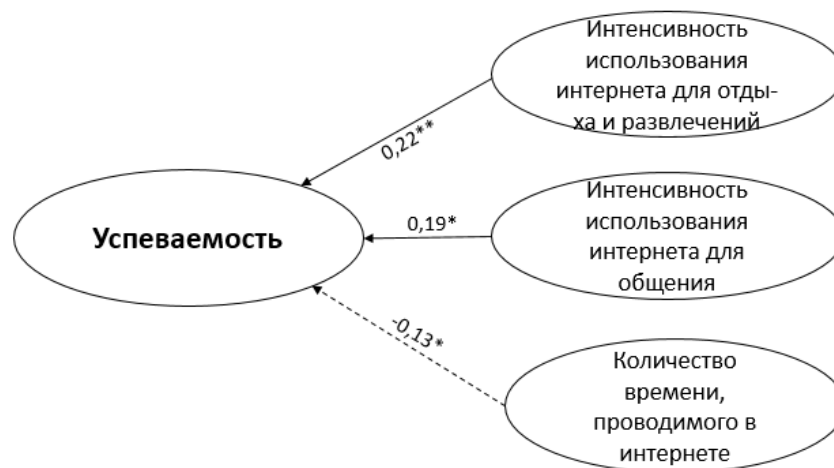 Интенсивность
использования
интернета для отды-
ха и развлечений
0,22**
Успеваемость
0,19*
Интенсивность
использования
интернета для
общения
-0,13*
Количество
времени,
проводимого в
интернете